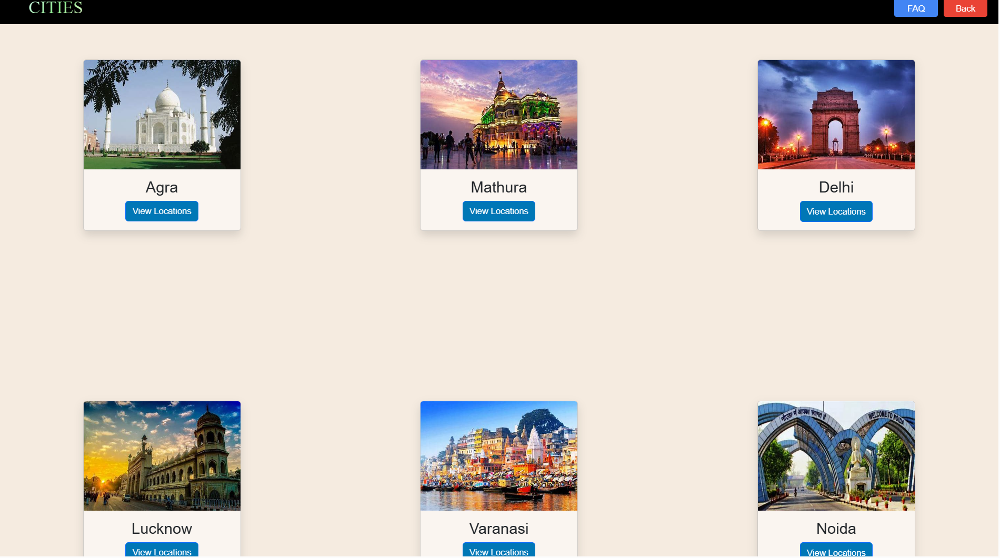 CITIES
FAQ
Back
Agra
View Locations
Mathura
View Locations
Delhi
View Locations
नौएडा में आपका स्वागत है
WELCOME TO NOIDA
Lucknow
View Locations
Varanasi
View Locations
Noida
View Locations